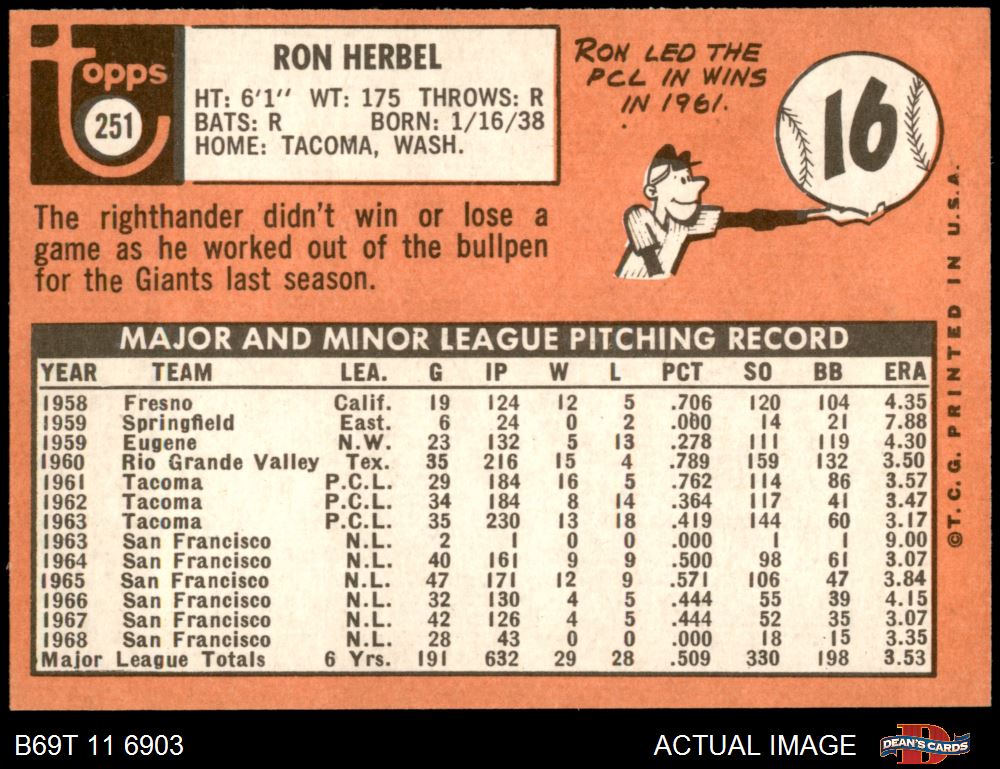 Topps
251
RON HERBEL
HT: 6'1" WT: 175 THROWS: R
BATS: R BORN: 1/16/38
HOME: TACOMA, WASH.
RON LED THE
PCL IN WINS
IN 1961.
16
The righthander didn't win or lose a
game as he worked out of the bullpen
for the Giants last season.
MAJOR AND MINOR LEAGUE PITCHING RECORD
YEAR TEAM LEA. G IP W L PCT SO BB ERA
1958 Fresno Calif. 19 124 12 5 .706 120 104 4.35
1959 Springfield East. 6 24 0 2 .000 14 21 7.88
1959 Eugene N.W. 23 132 5 13 .278 111 119 4.30
1960 Rio Grande Valley Tex. 35 216 15 4 .789 159 132 3.50
1961 Tacoma P.C.L. 29 184 16 5 .762 114 86 3.57
1962 Tacoma P.C.L. 34 184 8 14 .364 117 41 3.47
1963 Tacoma P.C.L. 35 230 13 18 .419 144 60 3.17
1963 San Francisco N.L. 2 1 0 0 .000 1 1 9.00
1964 San Francisco N.L. 40 161 9 9 .500 98 61 3.07
1965 San Francisco N.L. 47 171 12 9 .571 106 47 3.84
1966 San Francisco N.L. 32 130 4 5 .444 55 39 4.15
1967 San Francisco N.L. 42 126 4 5 .444 52 35 3.07
1968 San Francisco N.L. 28 43 0 0 .000 18 15 3.35
Major League Totals 6 Yrs. 191 632 29 28 .509 330 198 3.53
©T.C.G. PRINTED IN U.S.A.
B69T 11 6903
ACTUAL IMAGE
DEAN'S CARDS